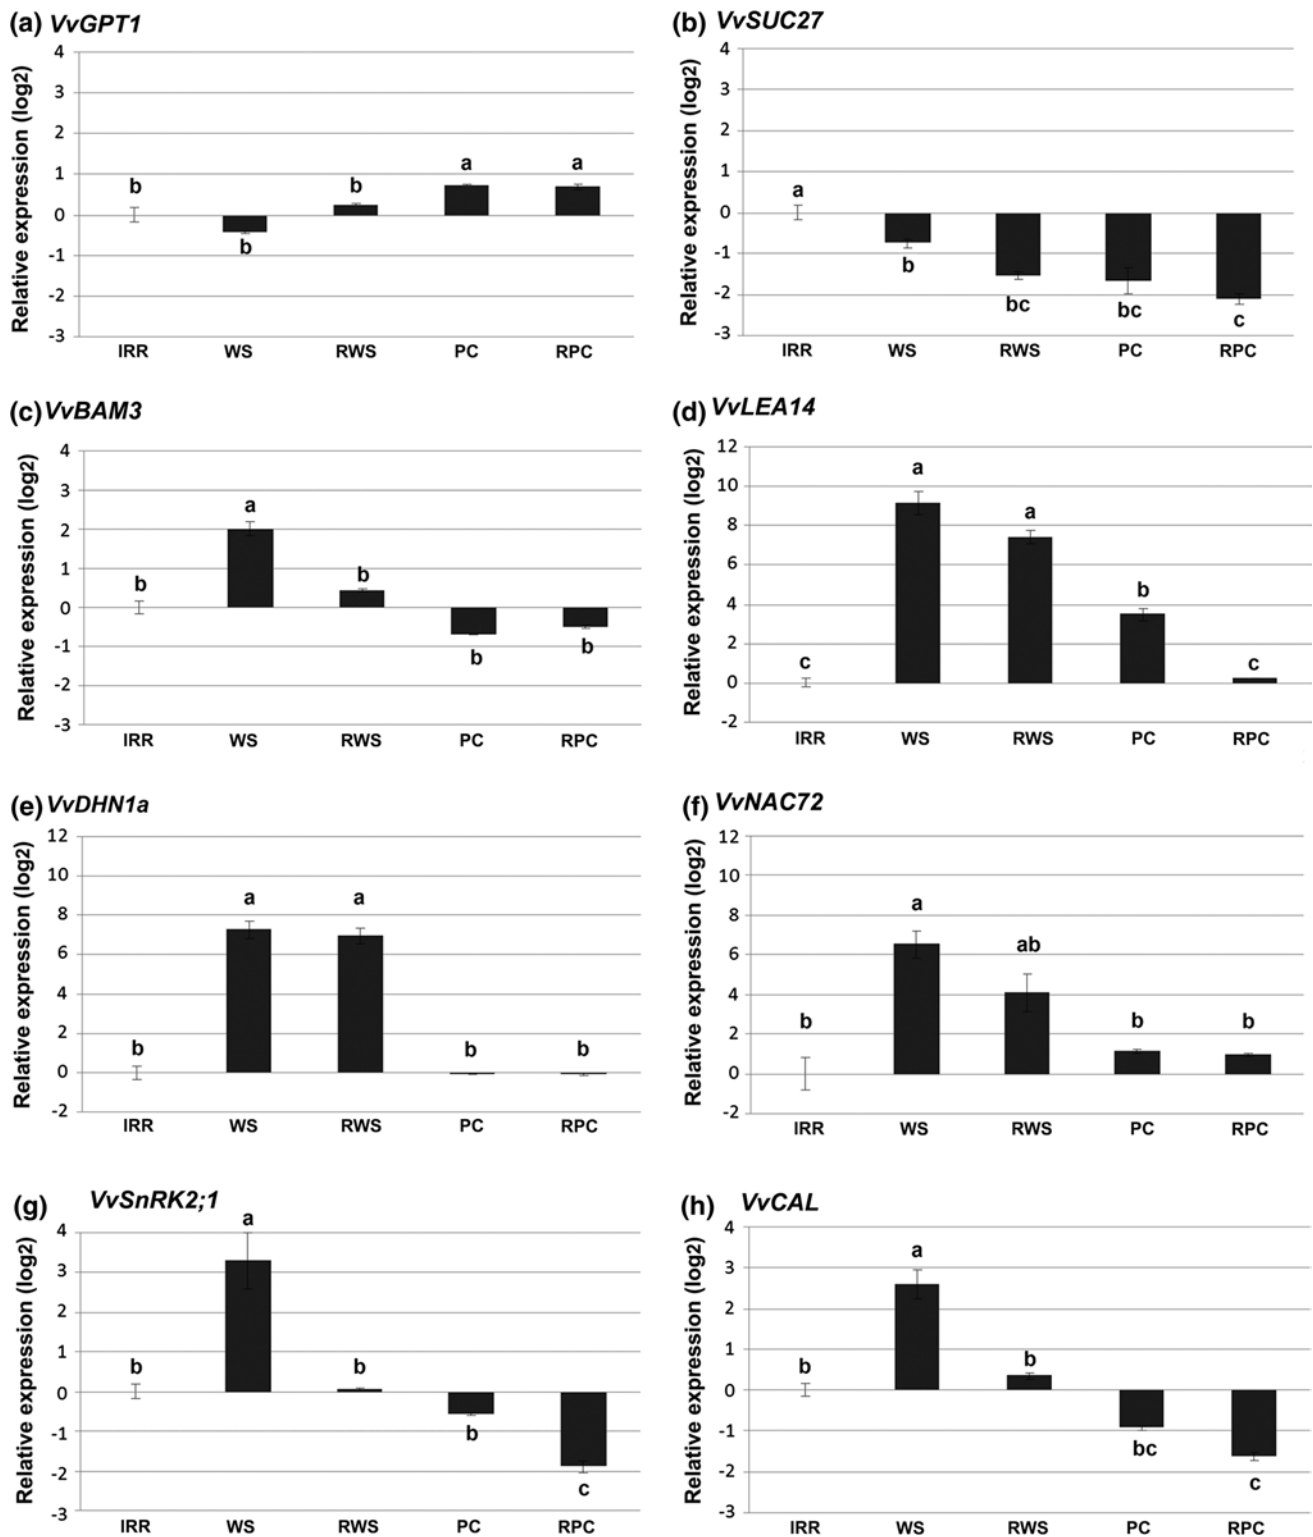 (a) VvGPT1
Relative expression (log2)
4
3
2
1
0
-1
-2
-3
b
b
b
a
a
IRR WS RWS PC RPC
(b) VvSUC27
Relative expression (log2)
4
3
2
1
0
-1
-2
-3
a
b
bc
bc
c
IRR WS RWS PC RPC
(c) VvBAM3
Relative expression (log2)
4
3
2
1
0
-1
-2
-3
b
a
b
b
b
IRR WS RWS PC RPC
(d) VvLEA14
Relative expression (log2)
12
10
8
6
4
2
0
-2
c
a
a
b
c
IRR WS RWS PC RPC
(e) VvDHN1a
Relative expression (log2)
12
10
8
6
4
2
0
-2
b
a
a
b
b
IRR WS RWS PC RPC
(f) VvNAC72
Relative expression (log2)
12
10
8
6
4
2
0
-2
b
a
ab
b
b
IRR WS RWS PC RPC
(g) VvSnRK2;1
Relative expression (log2)
4
3
2
1
0
-1
-2
-3
b
a
b
b
c
IRR WS RWS PC RPC
(h) VvCAL
Relative expression (log2)
4
3
2
1
0
-1
-2
-3
b
a
b
bc
c
IRR WS RWS PC RPC